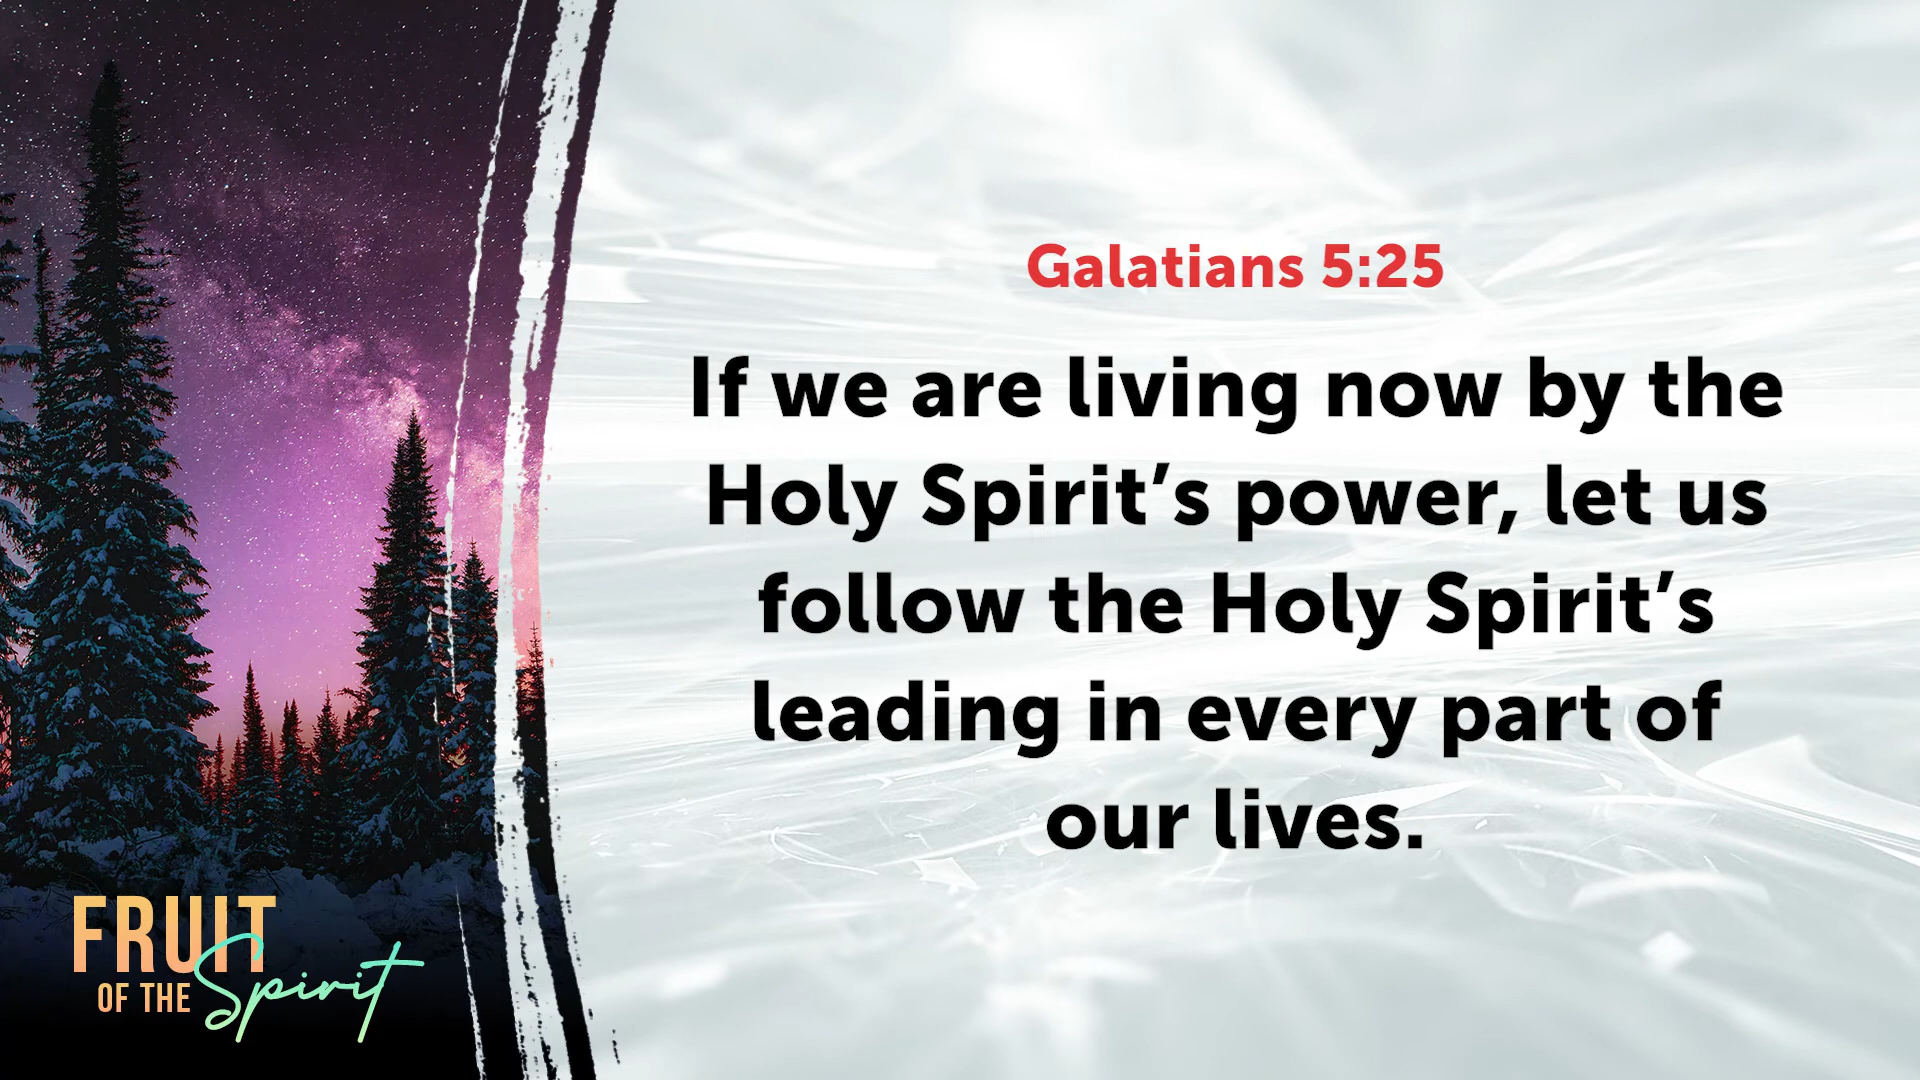 Galatians 5:25
If we are living now by the
Holy Spirit’s power, let us
follow the Holy Spirit’s
leading in every part of
our lives.
FRUIT
OF THE Spirit